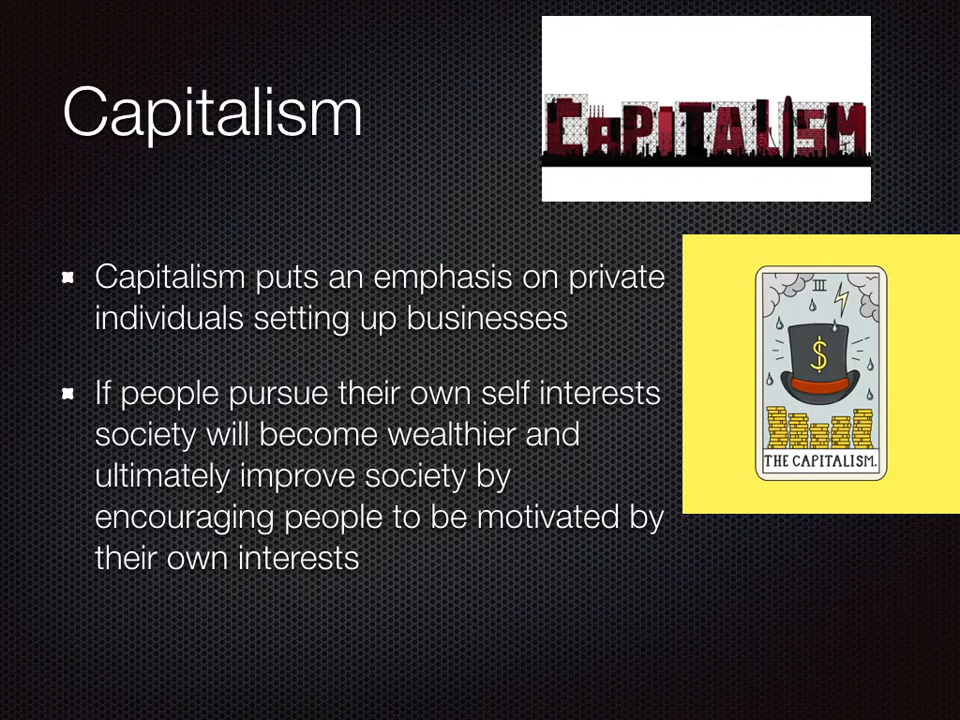 Capitalism
CAPITALISM
Capitalism puts an emphasis on private
individuals setting up businesses
If people pursue their own self interests
society will become wealthier and
ultimately improve society by
encouraging people to be motivated by
their own interests
III
$
THE CAPITALISM.